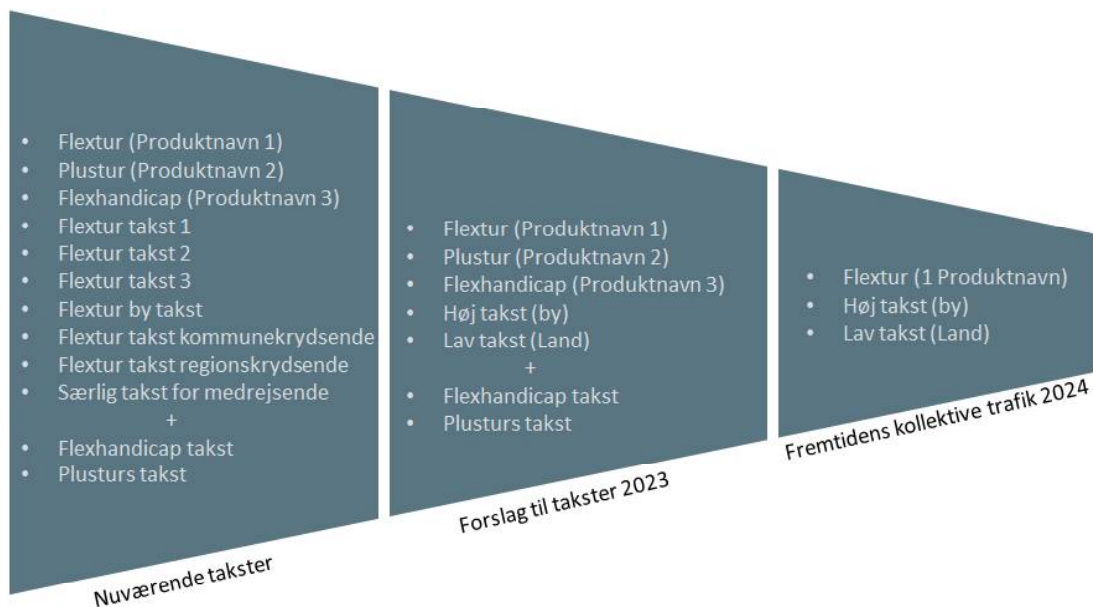 • Flextur (Produktnavn 1)
• Plustur (Produktnavn 2)
• Flexhandicap (Produktnavn 3)
• Flextur takst 1
• Flextur takst 2
• Flextur takst 3
• Flextur by takst
• Flextur takst kommunekrydsende
• Flextur takst regionskrydsende
• Særlig takst for medrejsende
+
• Flexhandicap takst
• Plusturs takst
Nuværende takster
• Flextur (Produktnavn 1)
• Plustur (Produktnavn 2)
• Flexhandicap (Produktnavn 3)
• Høj takst (by)
• Lav takst (Land)
+
• Flexhandicap takst
• Plusturs takst
Forslag til takster 2023
• Flextur (1 Produktnavn)
• Høj takst (by)
• Lav takst (Land)
Fremtidens kollektive trafik 2024